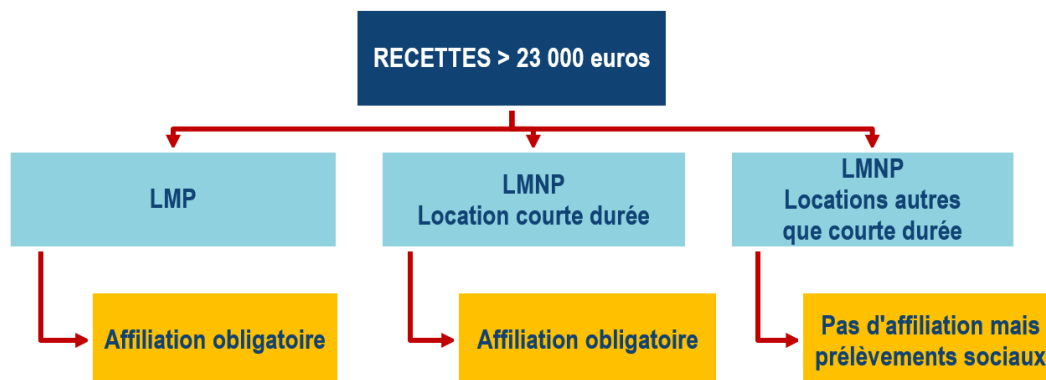 RECETTES > 23 000 euros
LMP
LMNP
Location courte durée
LMNP
Locations autres
que courte durée
Affiliation obligatoire
Affiliation obligatoire
Pas d'affiliation mais
prélèvements sociaux